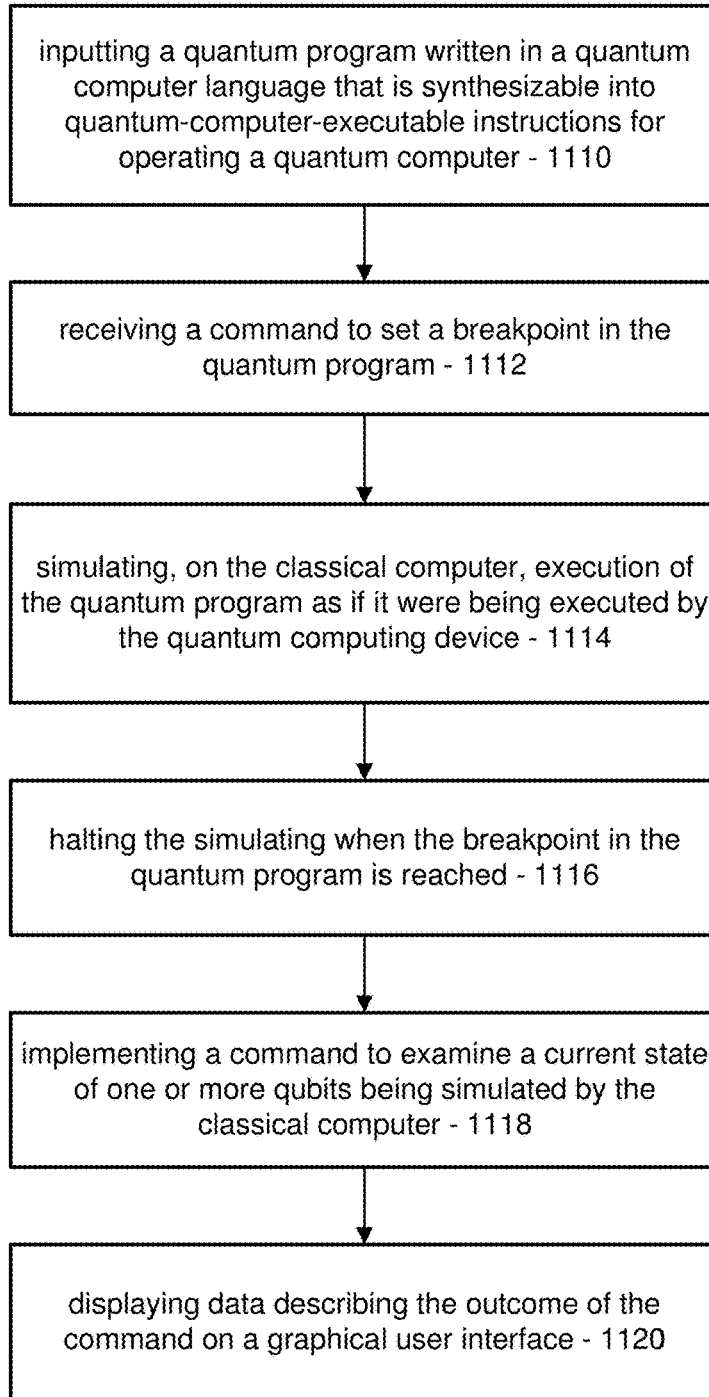 inputting a quantum program written in a quantum
computer language that is synthesizable into
quantum-computer-executable instructions for
operating a quantum computer - 1110
receiving a command to set a breakpoint in the
quantum program - 1112
simulating, on the classical computer, execution of
the quantum program as if it were being executed by
the quantum computing device - 1114
halting the simulating when the breakpoint in the
quantum program is reached - 1116
implementing a command to examine a current state
of one or more qubits being simulated by the
classical computer - 1118
displaying data describing the outcome of the
command on a graphical user interface - 1120